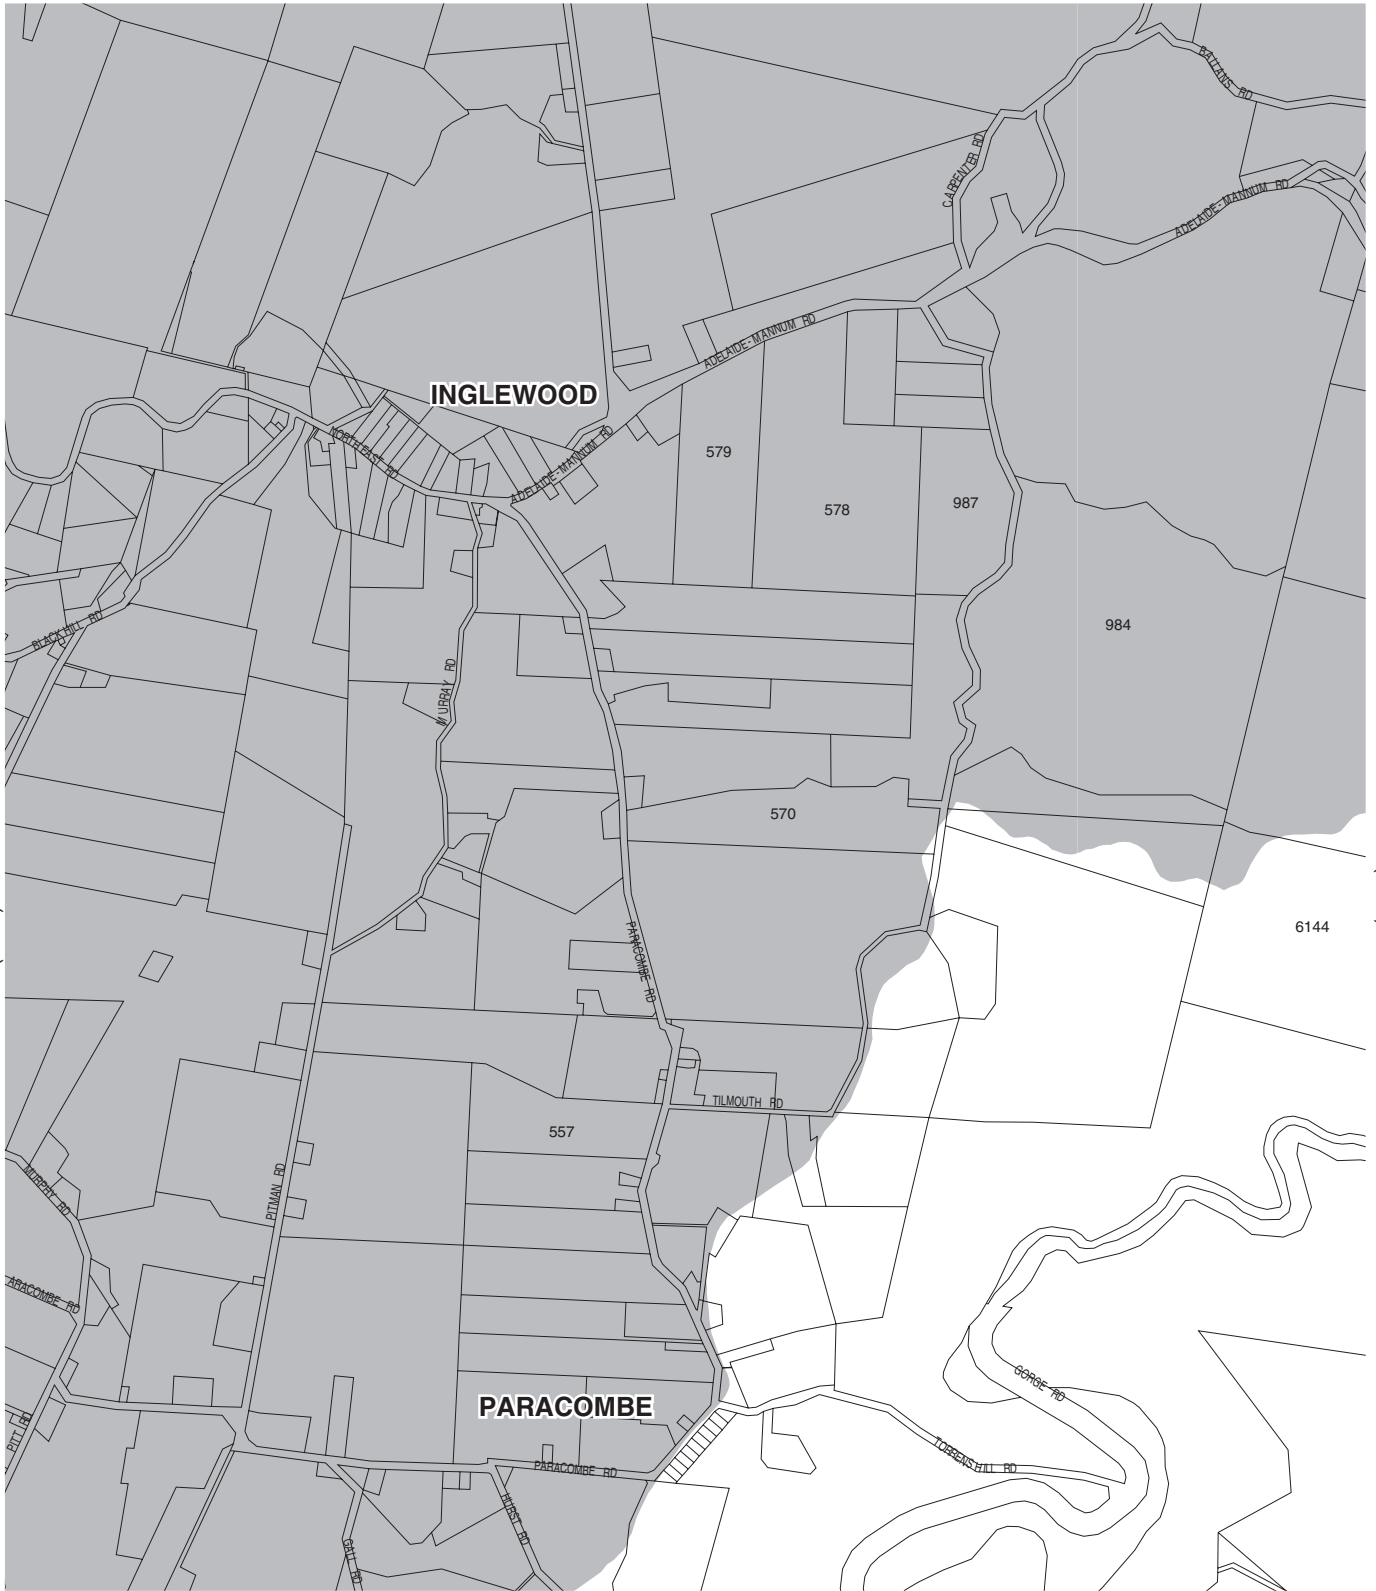 BALLANS RD
CARPENTER RD
ADELAIDE-MANNUM RD
ADELAIDE-MANNUM RD
INGLEWOOD
NORTH EAST RD
ADELAIDE-MANNUM RD
579
578
987
BLACK HILL RD
984
MURRAY RD
570
PARACOMBE RD
6144
TILMOUTH RD
557
MURPHY RD
PITMAN RD
ARACOMBE RD
GORGE RD
PARACOMBE
PITT RD
TORRENS HILL RD
PARACOMBE RD
HURST RD
GALL RD